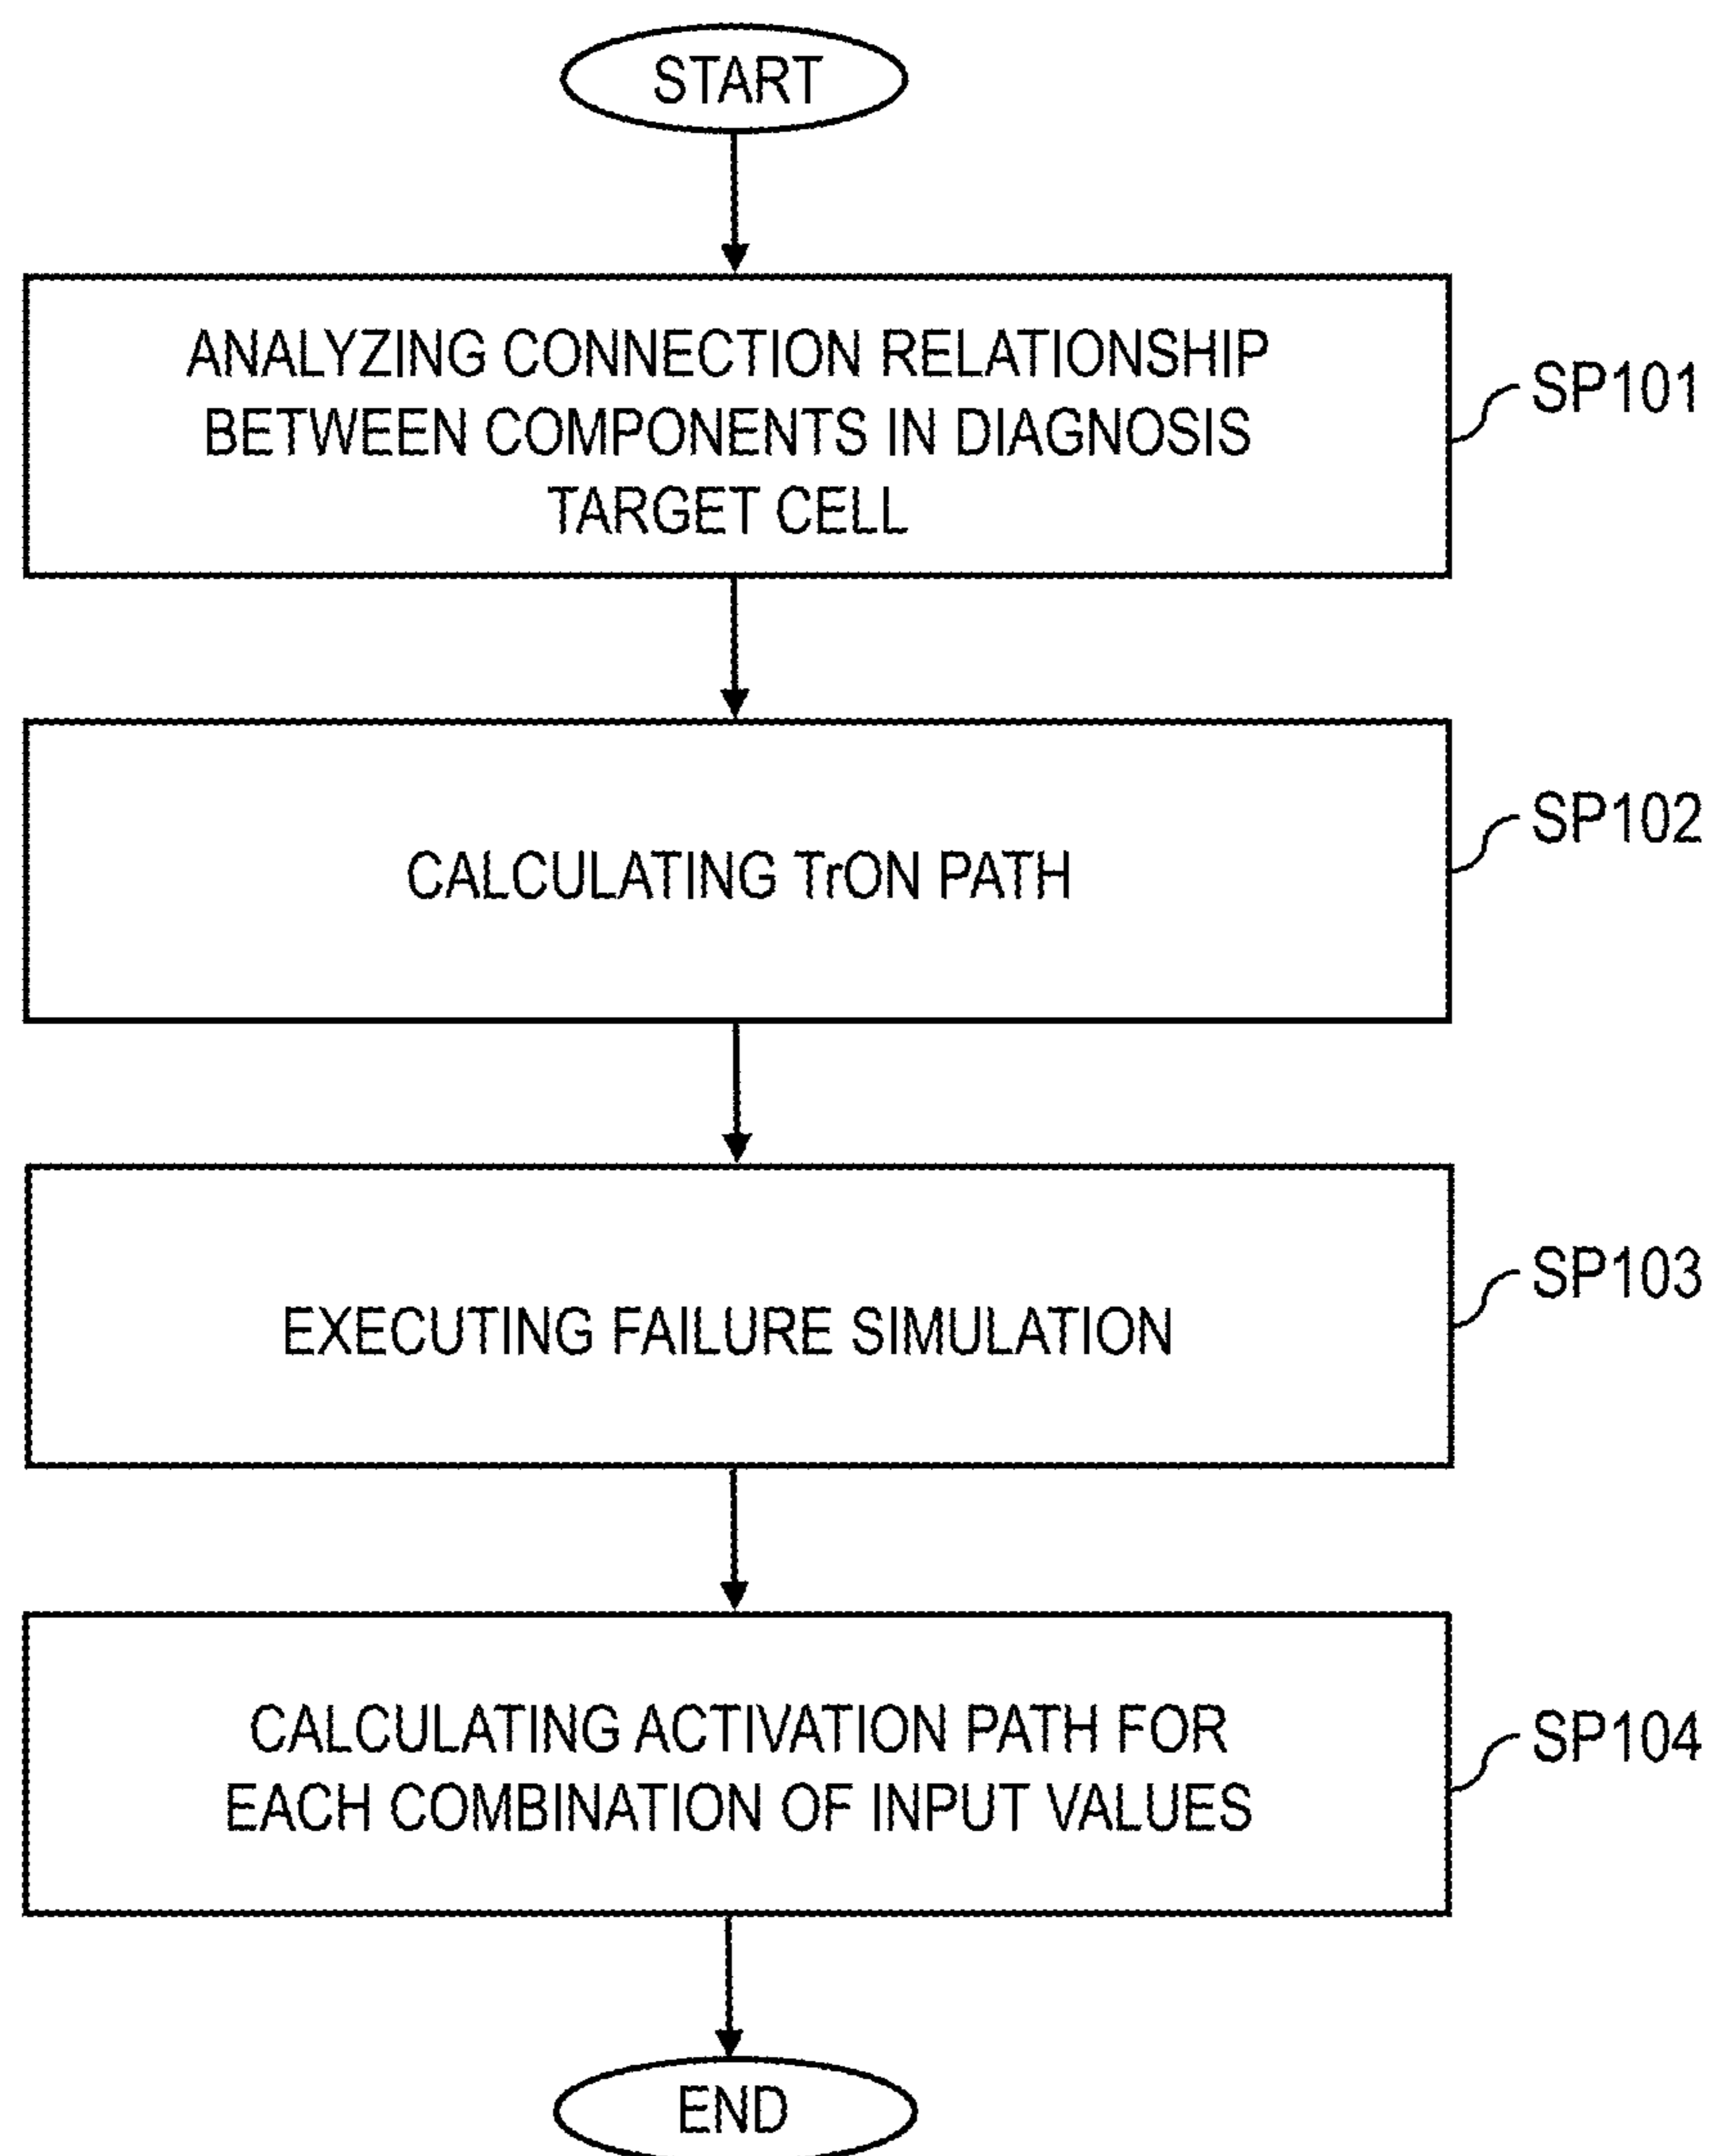 START
ANALYZING CONNECTION RELATIONSHIP
BETWEEN COMPONENTS IN DIAGNOSIS
TARGET CELL
SP101
CALCULATING TrON PATH
SP102
EXECUTING FAILURE SIMULATION
SP103
CALCULATING ACTIVATION PATH FOR
EACH COMBINATION OF INPUT VALUES
SP104
END